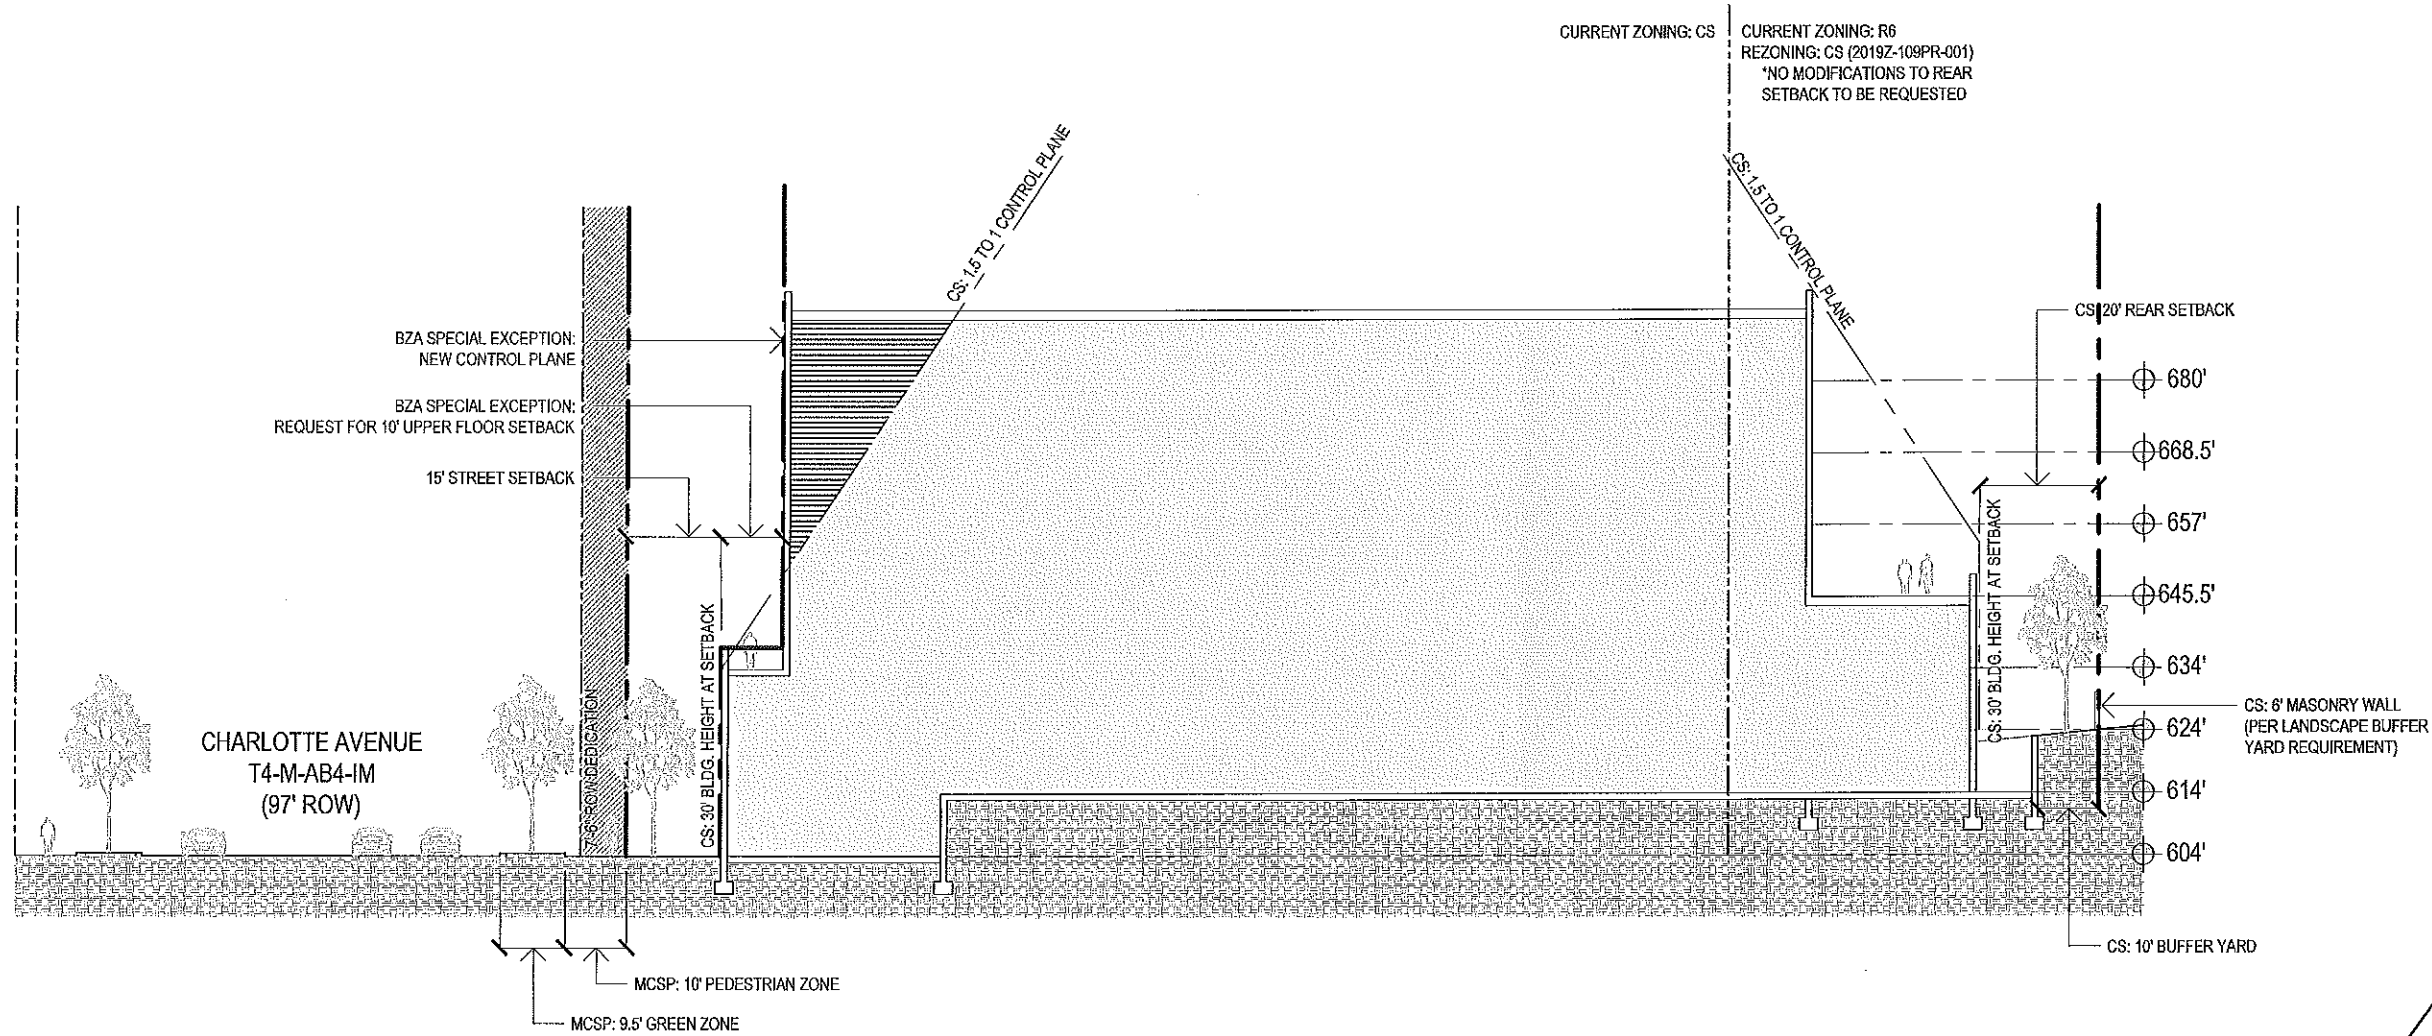 CURRENT ZONING: CS
CURRENT ZONING: R6
REZONING: CS (2019Z-109PR-001)
*NO MODIFICATIONS TO REAR
SETBACK TO BE REQUESTED
CS: 1.5 TO 1 CONTROL PLANE
CS: 1.5 TO 1 CONTROL PLANE
BZA SPECIAL EXCEPTION:
NEW CONTROL PLANE
BZA SPECIAL EXCEPTION:
REQUEST FOR 10' UPPER FLOOR SETBACK
15' STREET SETBACK
CS: 20' REAR SETBACK
680'
668.5'
657'
645.5'
634'
624'
614'
604'
CS: 30' BLDG. HEIGHT AT SETBACK
CS: 30' BLDG. HEIGHT AT SETBACK
7'-6" ROW DEDICATION
CHARLOTTE AVENUE
T4-M-AB4-IM
(97' ROW)
CS: 6' MASONRY WALL
(PER LANDSCAPE BUFFER
YARD REQUIREMENT)
CS: 10' BUFFER YARD
MCSP: 10' PEDESTRIAN ZONE
MCSP: 9.5' GREEN ZONE